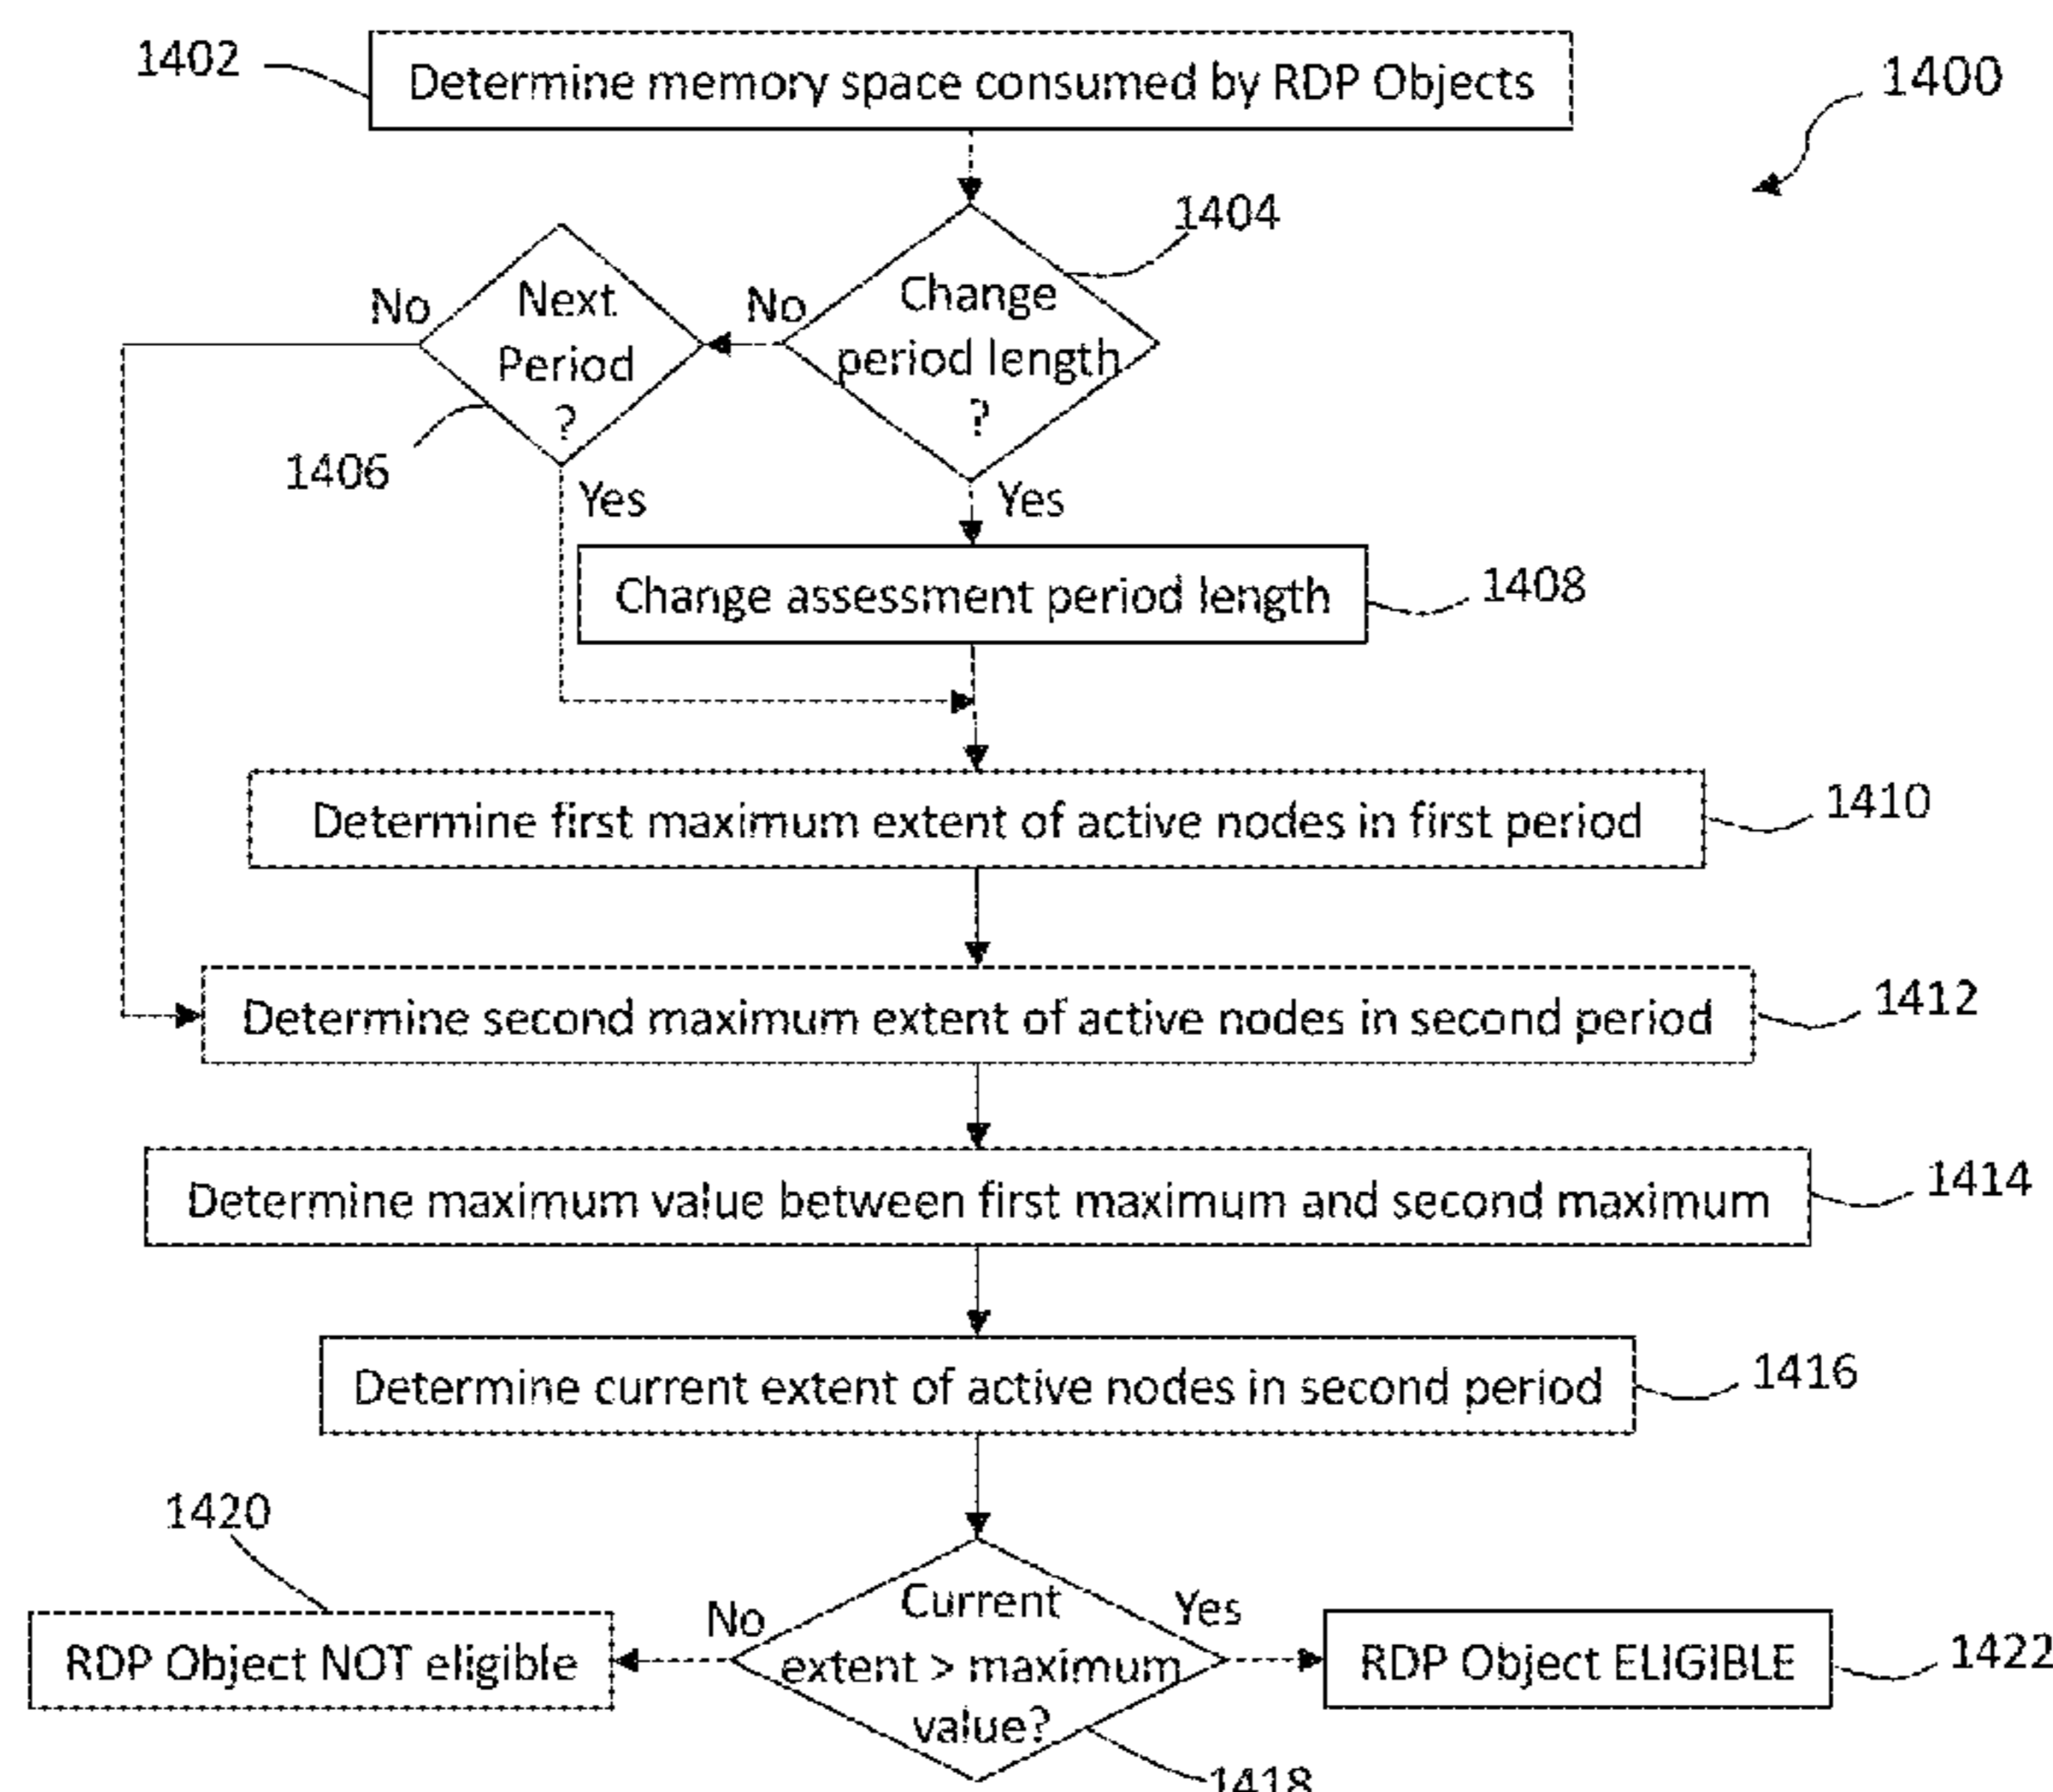 1402
Determine memory space consumed by RDP Objects
1400
1404
No
Next
Period
?
No
Change
period length
?
1406
Yes
Yes
Change assessment period length
1408
Determine first maximum extent of active nodes in first period
1410
Determine second maximum extent of active nodes in second period
1412
Determine maximum value between first maximum and second maximum
1414
Determine current extent of active nodes in second period
1416
1420
RDP Object NOT eligible
No
Current
extent > maximum
value?
Yes
RDP Object ELIGIBLE
1422
1418